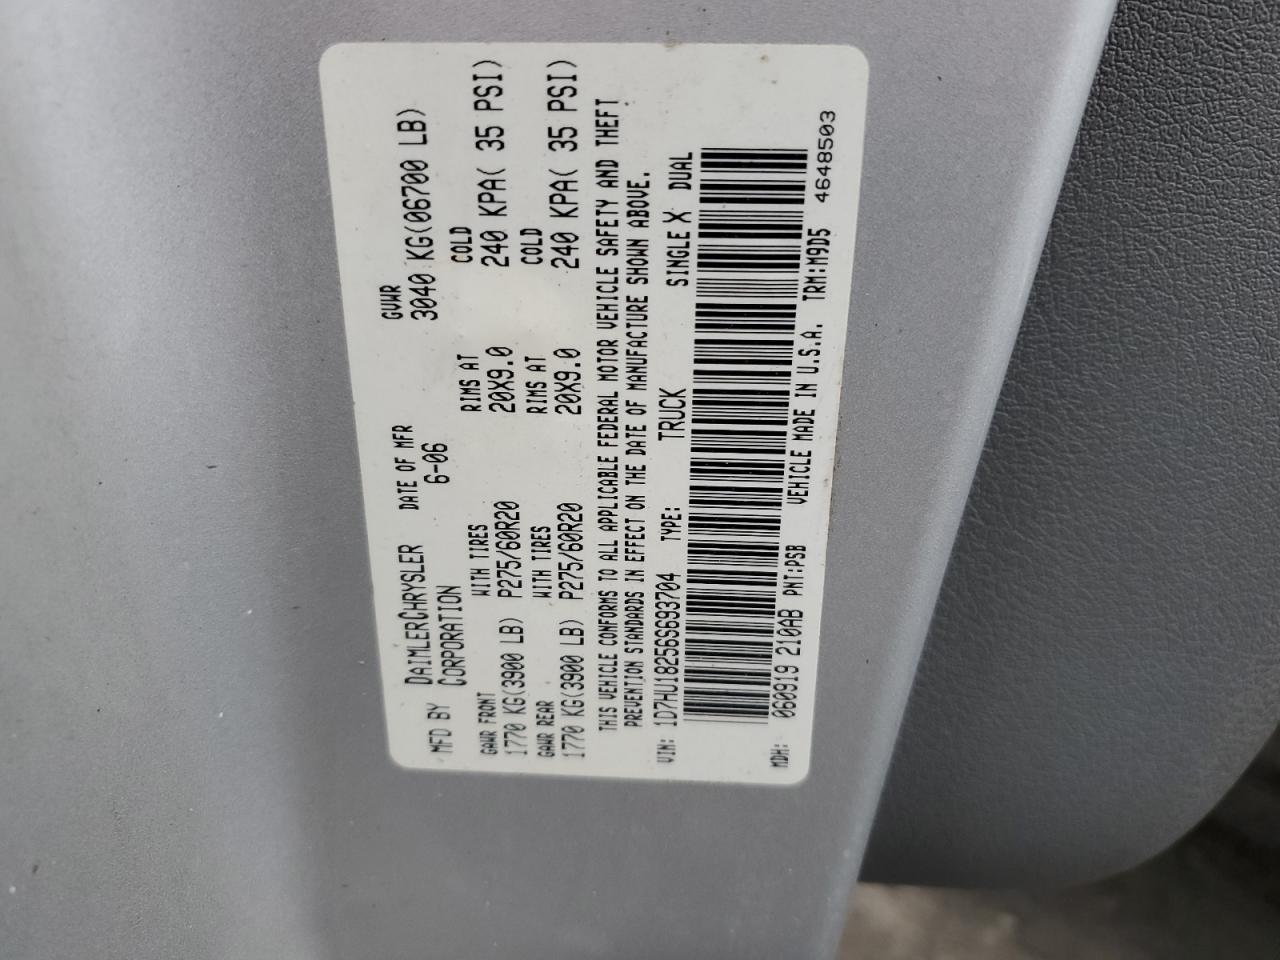 MFD BY DAIMLERCHRYSLER DATE OF MFR GVWR
CORPORATION 6-06 3040 KG(06700 LB)
GAWR FRONT WITH TIRES RIMS AT COLD
1770 KG(3900 LB) P275/60R20 20X9.0 240 KPA( 35 PSI)
GAWR REAR WITH TIRES RIMS AT COLD
1770 KG(3900 LB) P275/60R20 20X9.0 240 KPA( 35 PSI)
THIS VEHICLE CONFORMS TO ALL APPLICABLE FEDERAL MOTOR VEHICLE SAFETY AND THEFT
PREVENTION STANDARDS IN EFFECT ON THE DATE OF MANUFACTURE SHOWN ABOVE.
VIN: 1D7HU18256S693704 TYPE: TRUCK SINGLE X DUAL
MDH: 060919 210AB PNT:PSB VEHICLE MADE IN U.S.A. TRM:M9D5 4648503